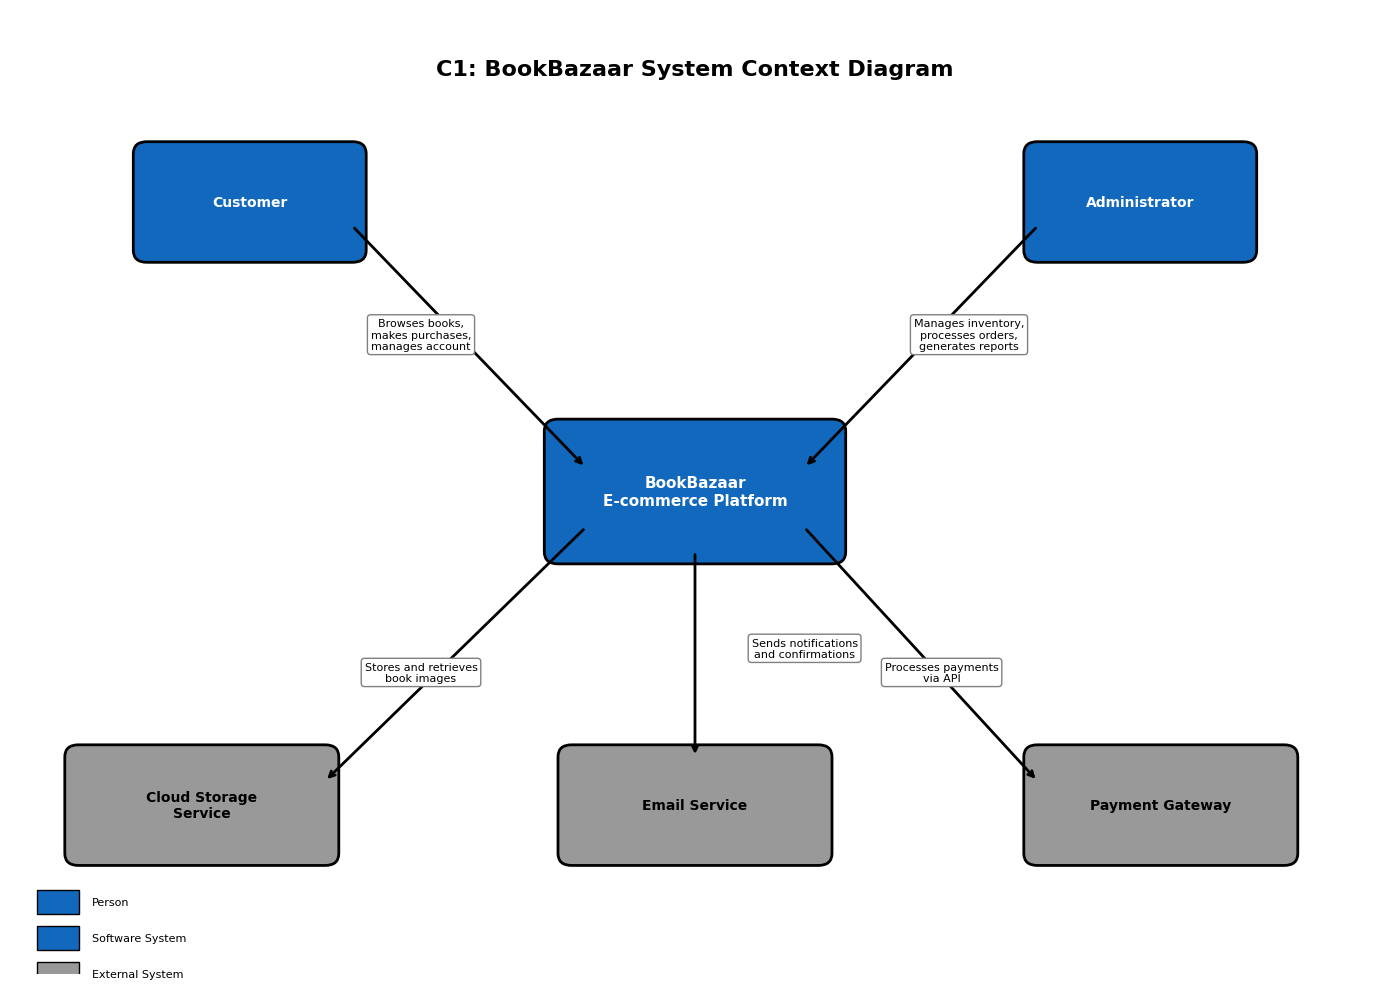 C1: BookBazaar System Context Diagram
Customer
Administrator
Browses books,
makes purchases,
manages account
Manages inventory,
processes orders,
generates reports
BookBazaar
E-commerce Platform
Sends notifications
and confirmations
Stores and retrieves
book images
Processes payments
via API
Cloud Storage
Service
Email Service
Payment Gateway
Person
Software System
External System